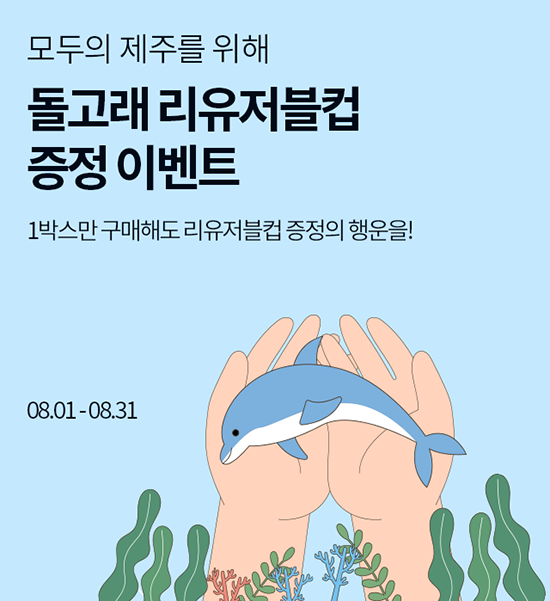 모두의 제주를 위해
돌고래 리유저블컵
증정 이벤트
1박스만 구매해도 리유저블컵 증정의 행운을!
08.01 - 08.31